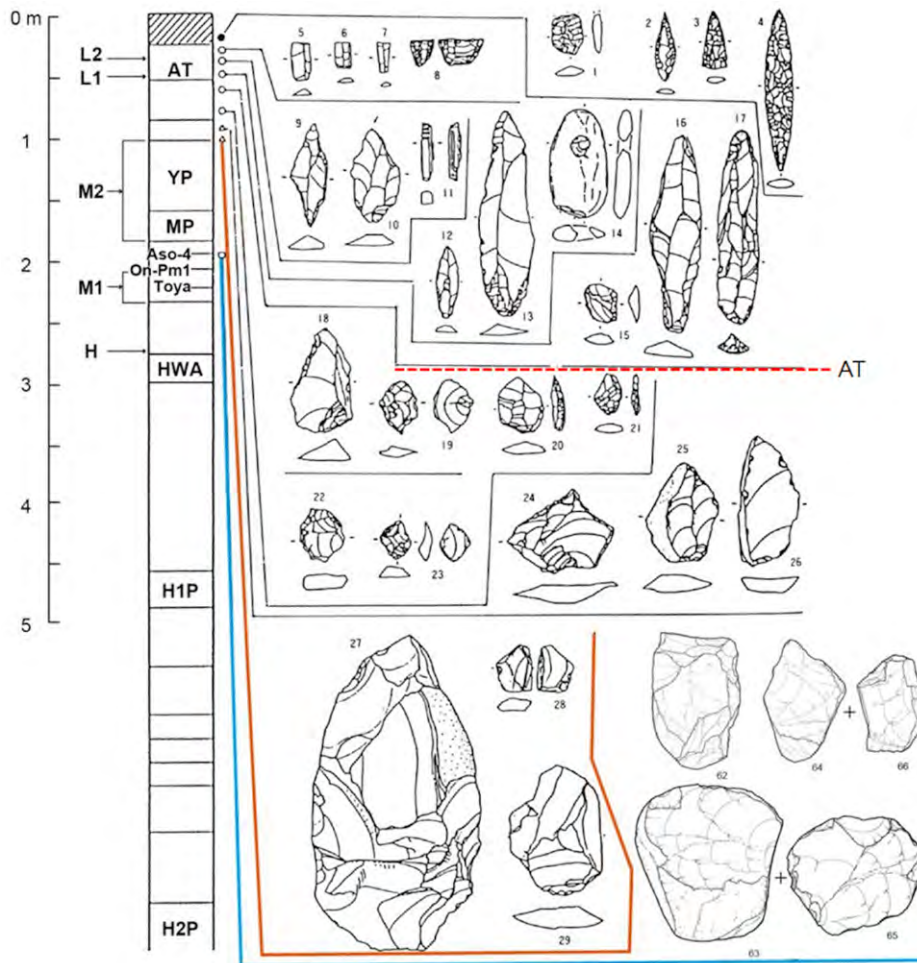 0 m
1
2
3
4
5
L2
L1
M2
M1
H
AT
YP
MP
Aso-4
On-Pm1
Toya
HWA
H1P
H2P
5 6 7 8
1 2 3 4
9 10 11
12 13
14
15 16 17
AT
18 19 20 21
22 23
24 25 26
27 28
29
62 64 + 66
63 + 65